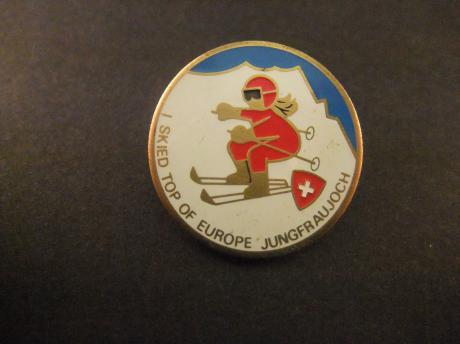 I SKIED TOP OF EUROPE JUNGFRAUJOCH